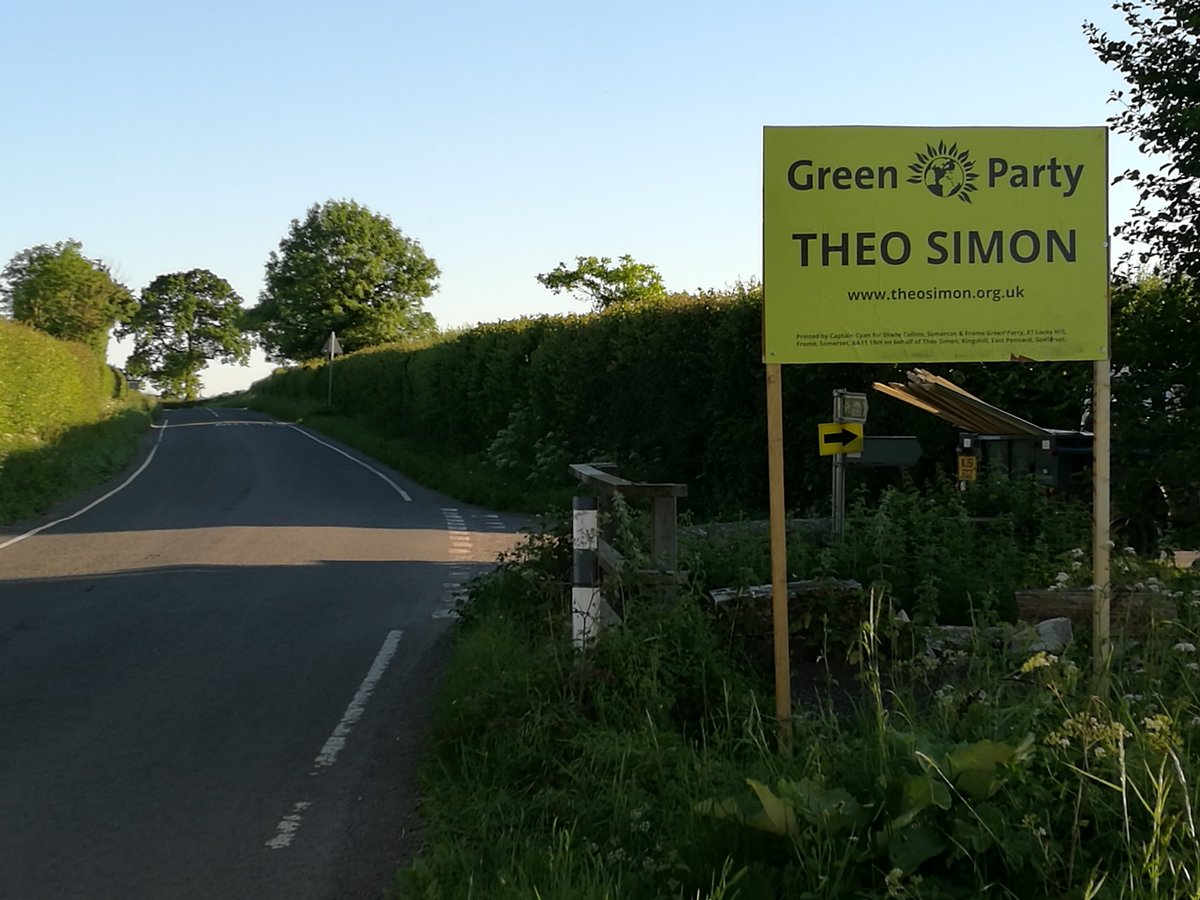 Green Party
THEO SIMON
www.theosimon.org.uk
Printed by Captain Cyan for Shane Collins, Somerton & Frome Green Party, 87 Locks Hill,
Frome, Somerset, BA11 1NH on behalf of Theo Simon, Kingshill, East Pennard, Somerset.